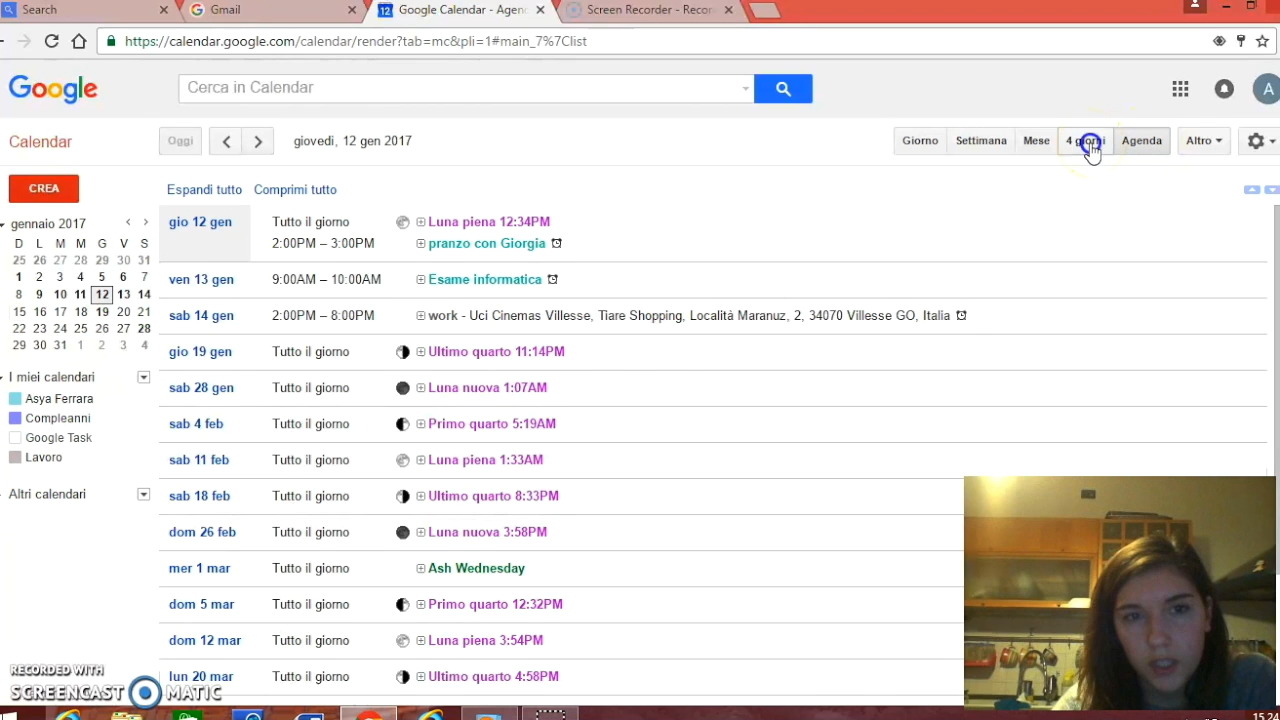 Search
Gmail
12 Google Calendar - Agen
Screen Recorder - Recor
https://calendar.google.com/calendar/render?tab=mc&pli=1#main_7%7Clist
Google
Cerca in Calendar
A
Calendar
Oggi
giovedì, 12 gen 2017
Giorno Settimana Mese 4 giorni Agenda Altro
CREA
Espandi tutto Comprimi tutto
gennaio 2017
D L M M G V S
25 26 27 28 29 30 31
1 2 3 4 5 6 7
8 9 10 11 12 13 14
15 16 17 18 19 20 21
22 23 24 25 26 27 28
29 30 31 1 2 3 4
I miei calendari
Asya Ferrara
Compleanni
Google Task
Lavoro
Altri calendari
gio 12 gen Tutto il giorno Luna piena 12:34PM
2:00PM – 3:00PM pranzo con Giorgia
ven 13 gen 9:00AM – 10:00AM Esame informatica
sab 14 gen 2:00PM – 8:00PM work - Uci Cinemas Villesse, Tiare Shopping, Località Maranuz, 2, 34070 Villesse GO, Italia
gio 19 gen Tutto il giorno Ultimo quarto 11:14PM
sab 28 gen Tutto il giorno Luna nuova 1:07AM
sab 4 feb Tutto il giorno Primo quarto 5:19AM
sab 11 feb Tutto il giorno Luna piena 1:33AM
sab 18 feb Tutto il giorno Ultimo quarto 8:33PM
dom 26 feb Tutto il giorno Luna nuova 3:58PM
mer 1 mar Tutto il giorno Ash Wednesday
dom 5 mar Tutto il giorno Primo quarto 12:32PM
dom 12 mar Tutto il giorno Luna piena 3:54PM
lun 20 mar Tutto il giorno Ultimo quarto 4:58PM
RECORDED WITH
SCREENCAST MATIC
15:24